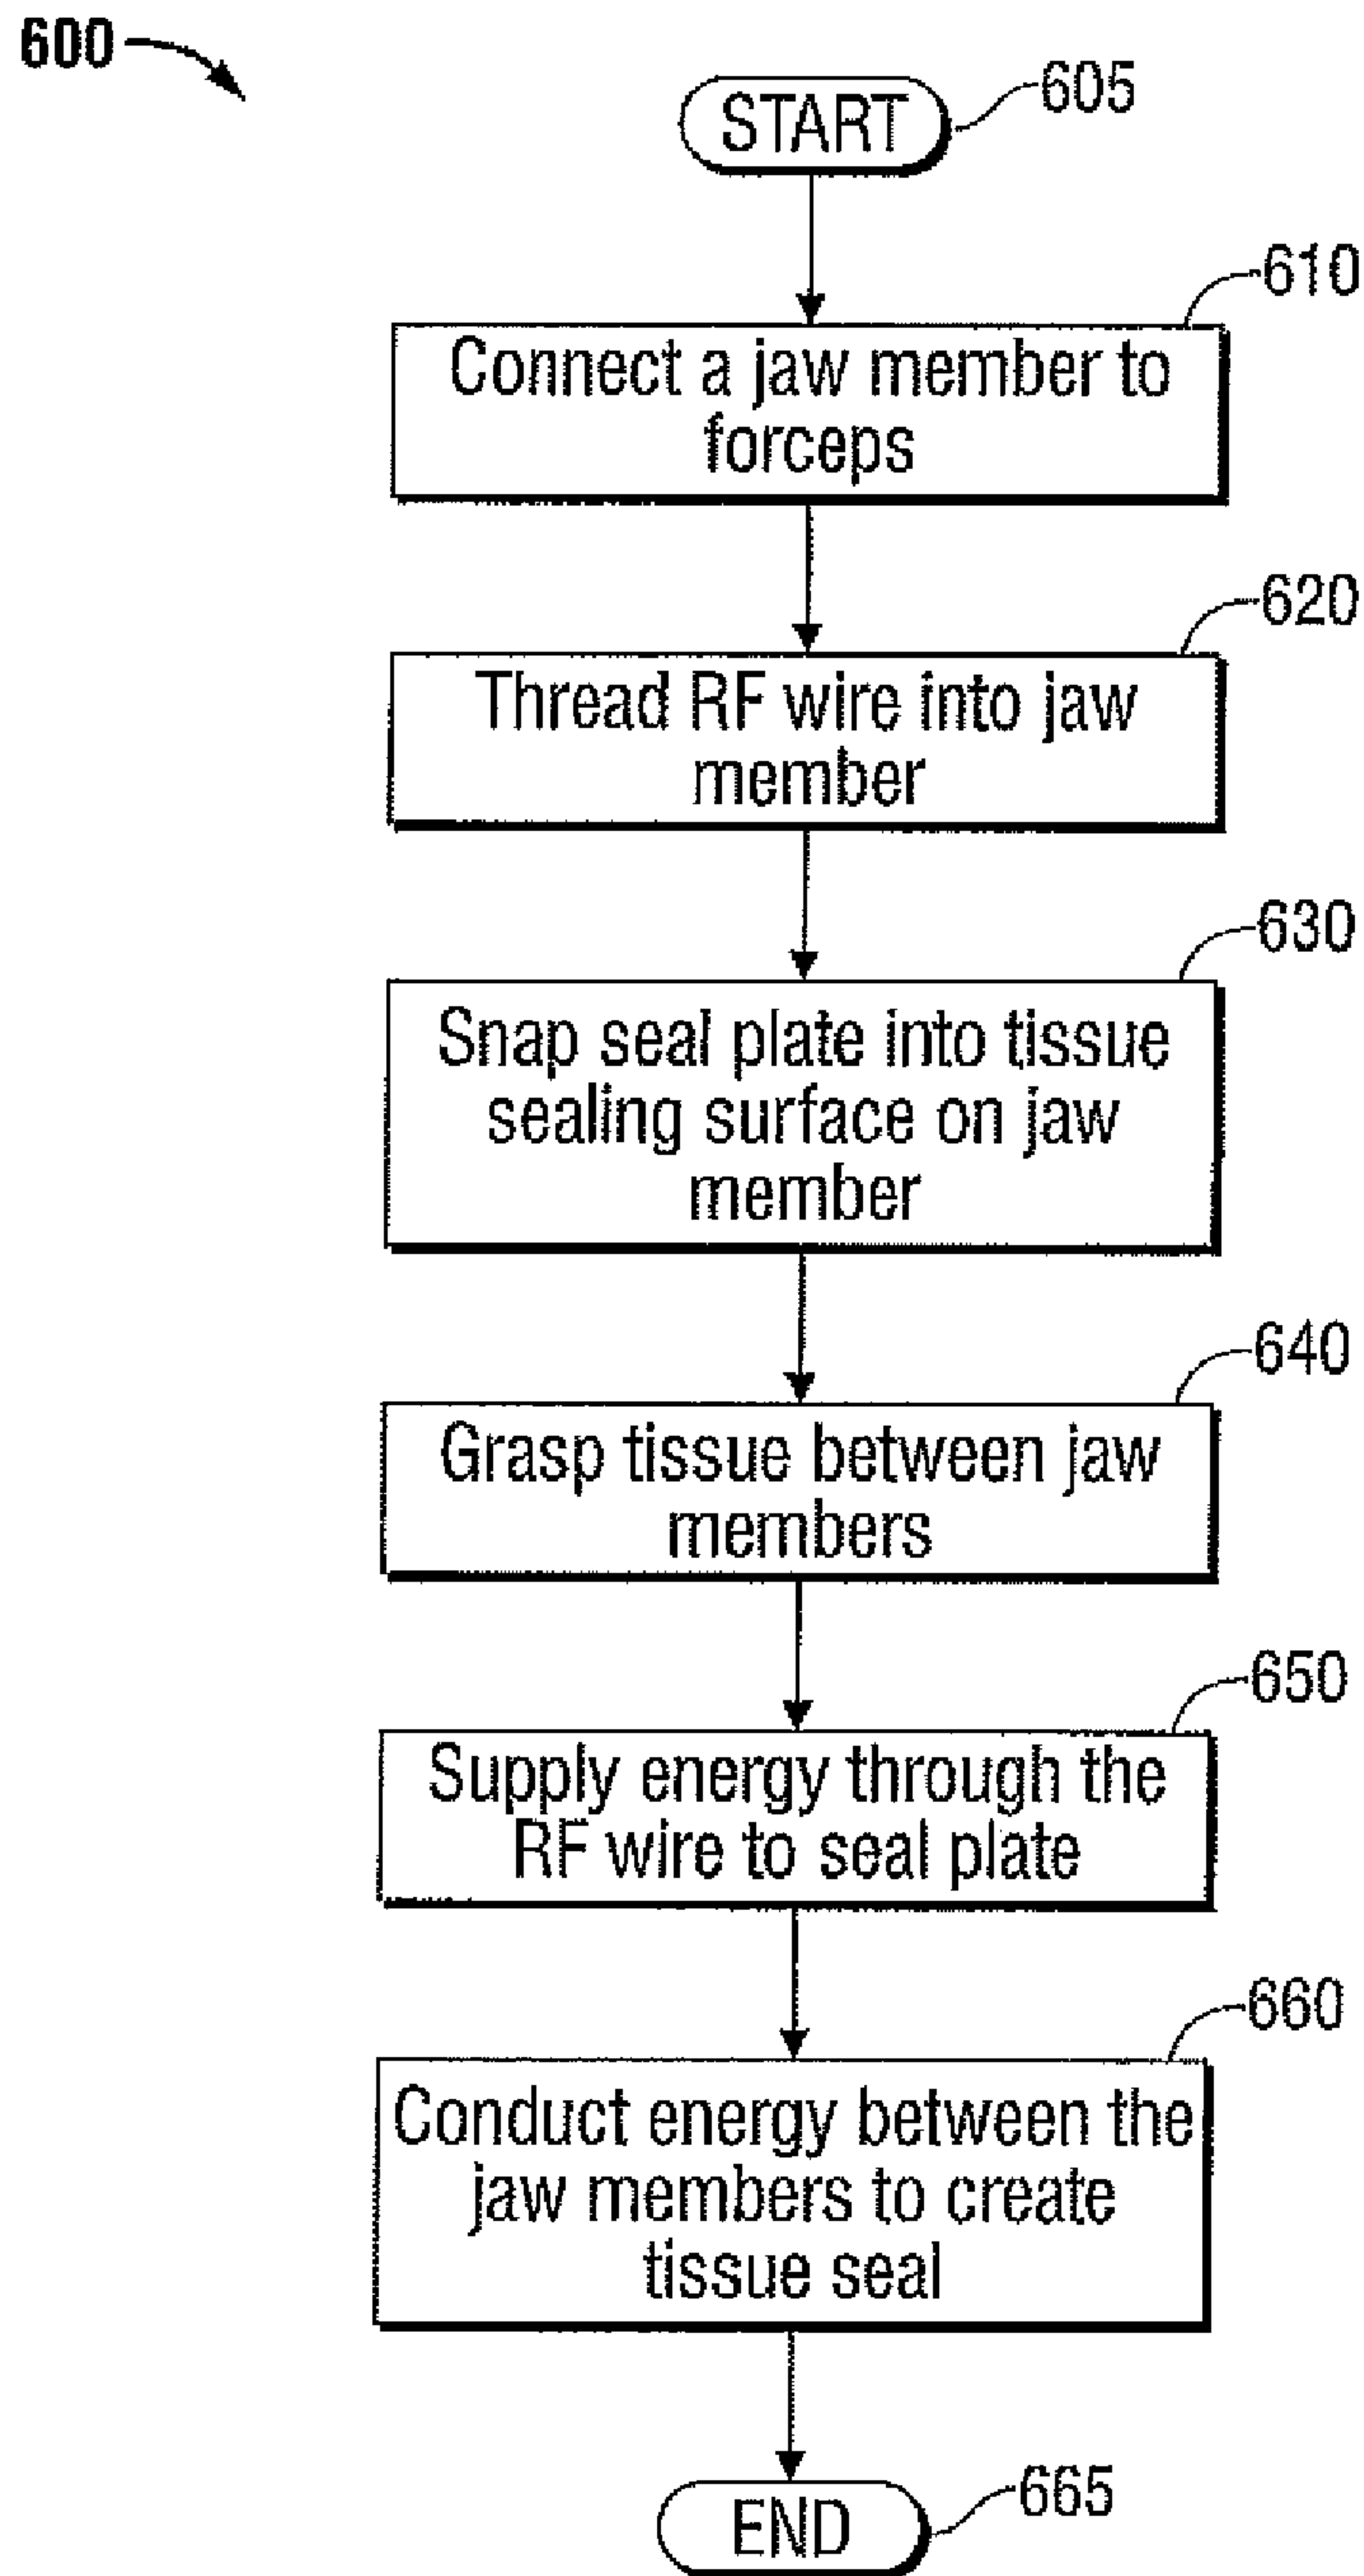 600
START
605
610
Connect a jaw member to
forceps
620
Thread RF wire into jaw
member
630
Snap seal plate into tissue
sealing surface on jaw
member
640
Grasp tissue between jaw
members
650
Supply energy through the
RF wire to seal plate
660
Conduct energy between the
jaw members to create
tissue seal
END
665